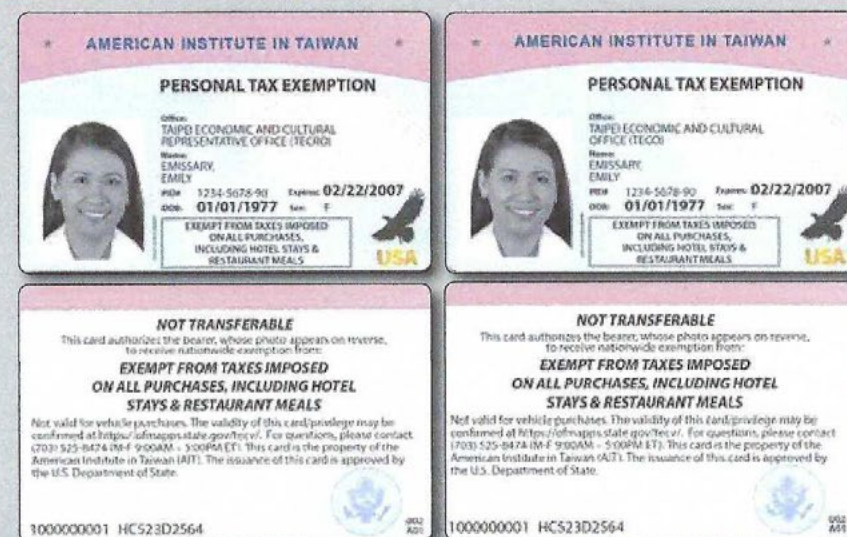 AMERICAN INSTITUTE IN TAIWAN
PERSONAL TAX EXEMPTION
Office:
TAIPEI ECONOMIC AND CULTURAL
REPRESENTATIVE OFFICE (TECRO)
Name:
EMISSARY,
EMILY
PID# 1234-5678-90 Expires: 02/22/2007
DOB: 01/01/1977 Sex: F
EXEMPT FROM TAXES IMPOSED
ON ALL PURCHASES,
INCLUDING HOTEL STAYS &
RESTAURANT MEALS
USA
AMERICAN INSTITUTE IN TAIWAN
PERSONAL TAX EXEMPTION
Office:
TAIPEI ECONOMIC AND CULTURAL
OFFICE (TECO)
Name:
EMISSARY,
EMILY
PID# 1234-5678-90 Expires: 02/22/2007
DOB: 01/01/1977 Sex: F
EXEMPT FROM TAXES IMPOSED
ON ALL PURCHASES,
INCLUDING HOTEL STAYS &
RESTAURANT MEALS
USA
NOT TRANSFERABLE
This card authorizes the bearer, whose photo appears on reverse,
to receive nationwide exemption from:
EXEMPT FROM TAXES IMPOSED
ON ALL PURCHASES, INCLUDING HOTEL
STAYS & RESTAURANT MEALS
Not valid for vehicle purchases. The validity of this card/privilege may be
confirmed at https://ofmapps.state.gov/tecv/. For questions, please contact
(703) 525-8474 (M-F 9:00AM – 5:00PM ET). This card is the property of the
American Institute in Taiwan (AIT). The issuance of this card is approved by
the U.S. Department of State.
1000000001 HC523D2564
002
A01
NOT TRANSFERABLE
This card authorizes the bearer, whose photo appears on reverse,
to receive nationwide exemption from:
EXEMPT FROM TAXES IMPOSED
ON ALL PURCHASES, INCLUDING HOTEL
STAYS & RESTAURANT MEALS
Not valid for vehicle purchases. The validity of this card/privilege may be
confirmed at https://ofmapps.state.gov/tecv/. For questions, please contact
(703) 525-8474 (M-F 9:00AM – 5:00PM ET). This card is the property of the
American Institute in Taiwan (AIT). The issuance of this card is approved by
the U.S. Department of State.
1000000001 HC523D2564
002
A01